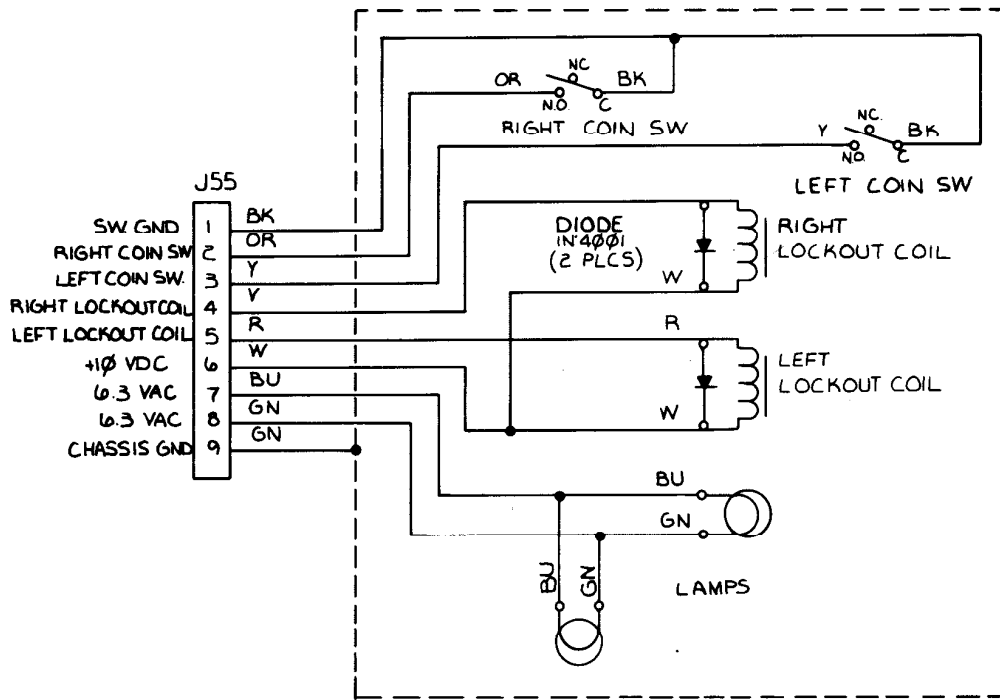 NC
OR
BK
N.O.
C
RIGHT COIN SW
NC.
Y
BK
NO.
C
LEFT COIN SW
J55
SW. GND 1 BK
RIGHT COIN SW 2 OR
LEFT COIN SW. 3 Y
RIGHT LOCKOUT COIL 4 V
LEFT LOCKOUT COIL 5 R
+1Ø VDC 6 W
6.3 VAC 7 BU
6.3 VAC 8 GN
CHASSIS GND 9 GN
DIODE
IN4ØØ1
(2 PLCS)
W
RIGHT
LOCKOUT COIL
R
W
LEFT
LOCKOUT COIL
BU
GN
BU
GN
LAMPS